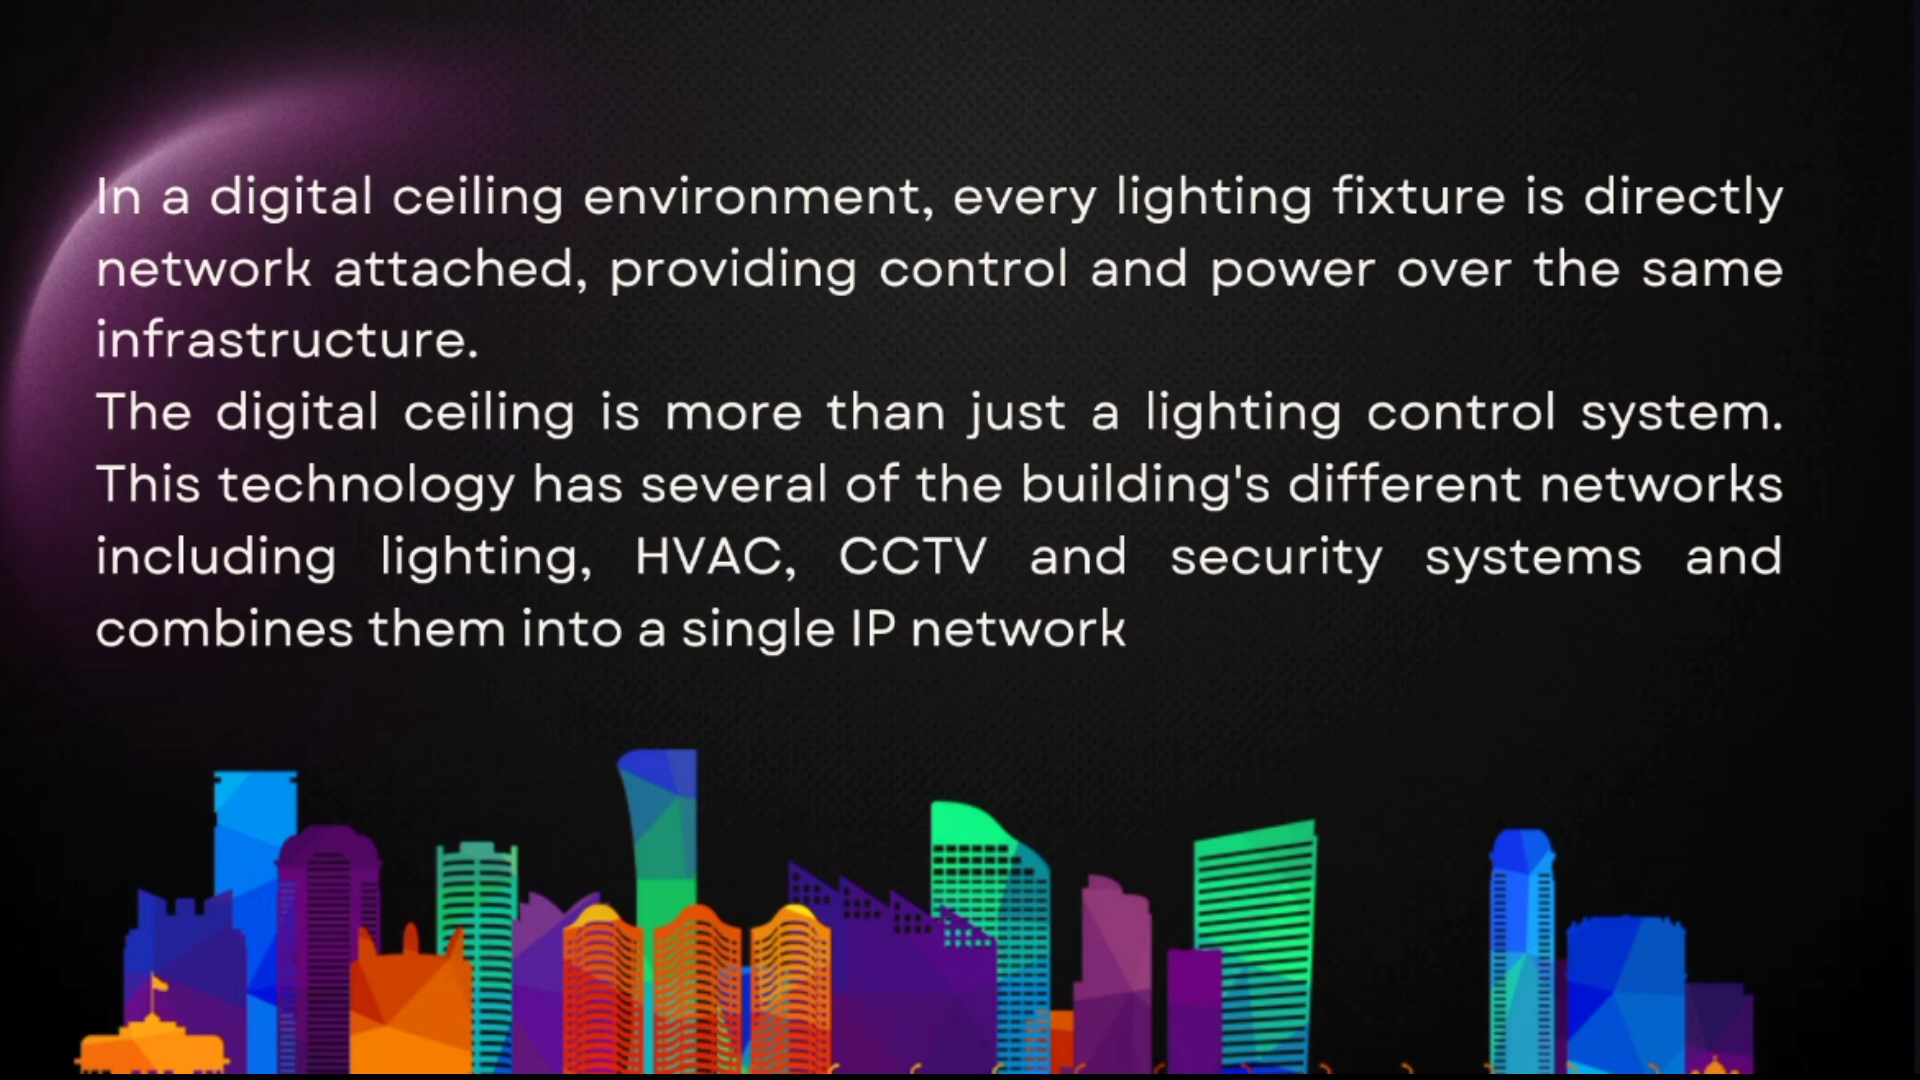 In a digital ceiling environment, every lighting fixture is directly
network attached, providing control and power over the same
infrastructure.
The digital ceiling is more than just a lighting control system.
This technology has several of the building's different networks
including lighting, HVAC, CCTV and security systems and
combines them into a single IP network